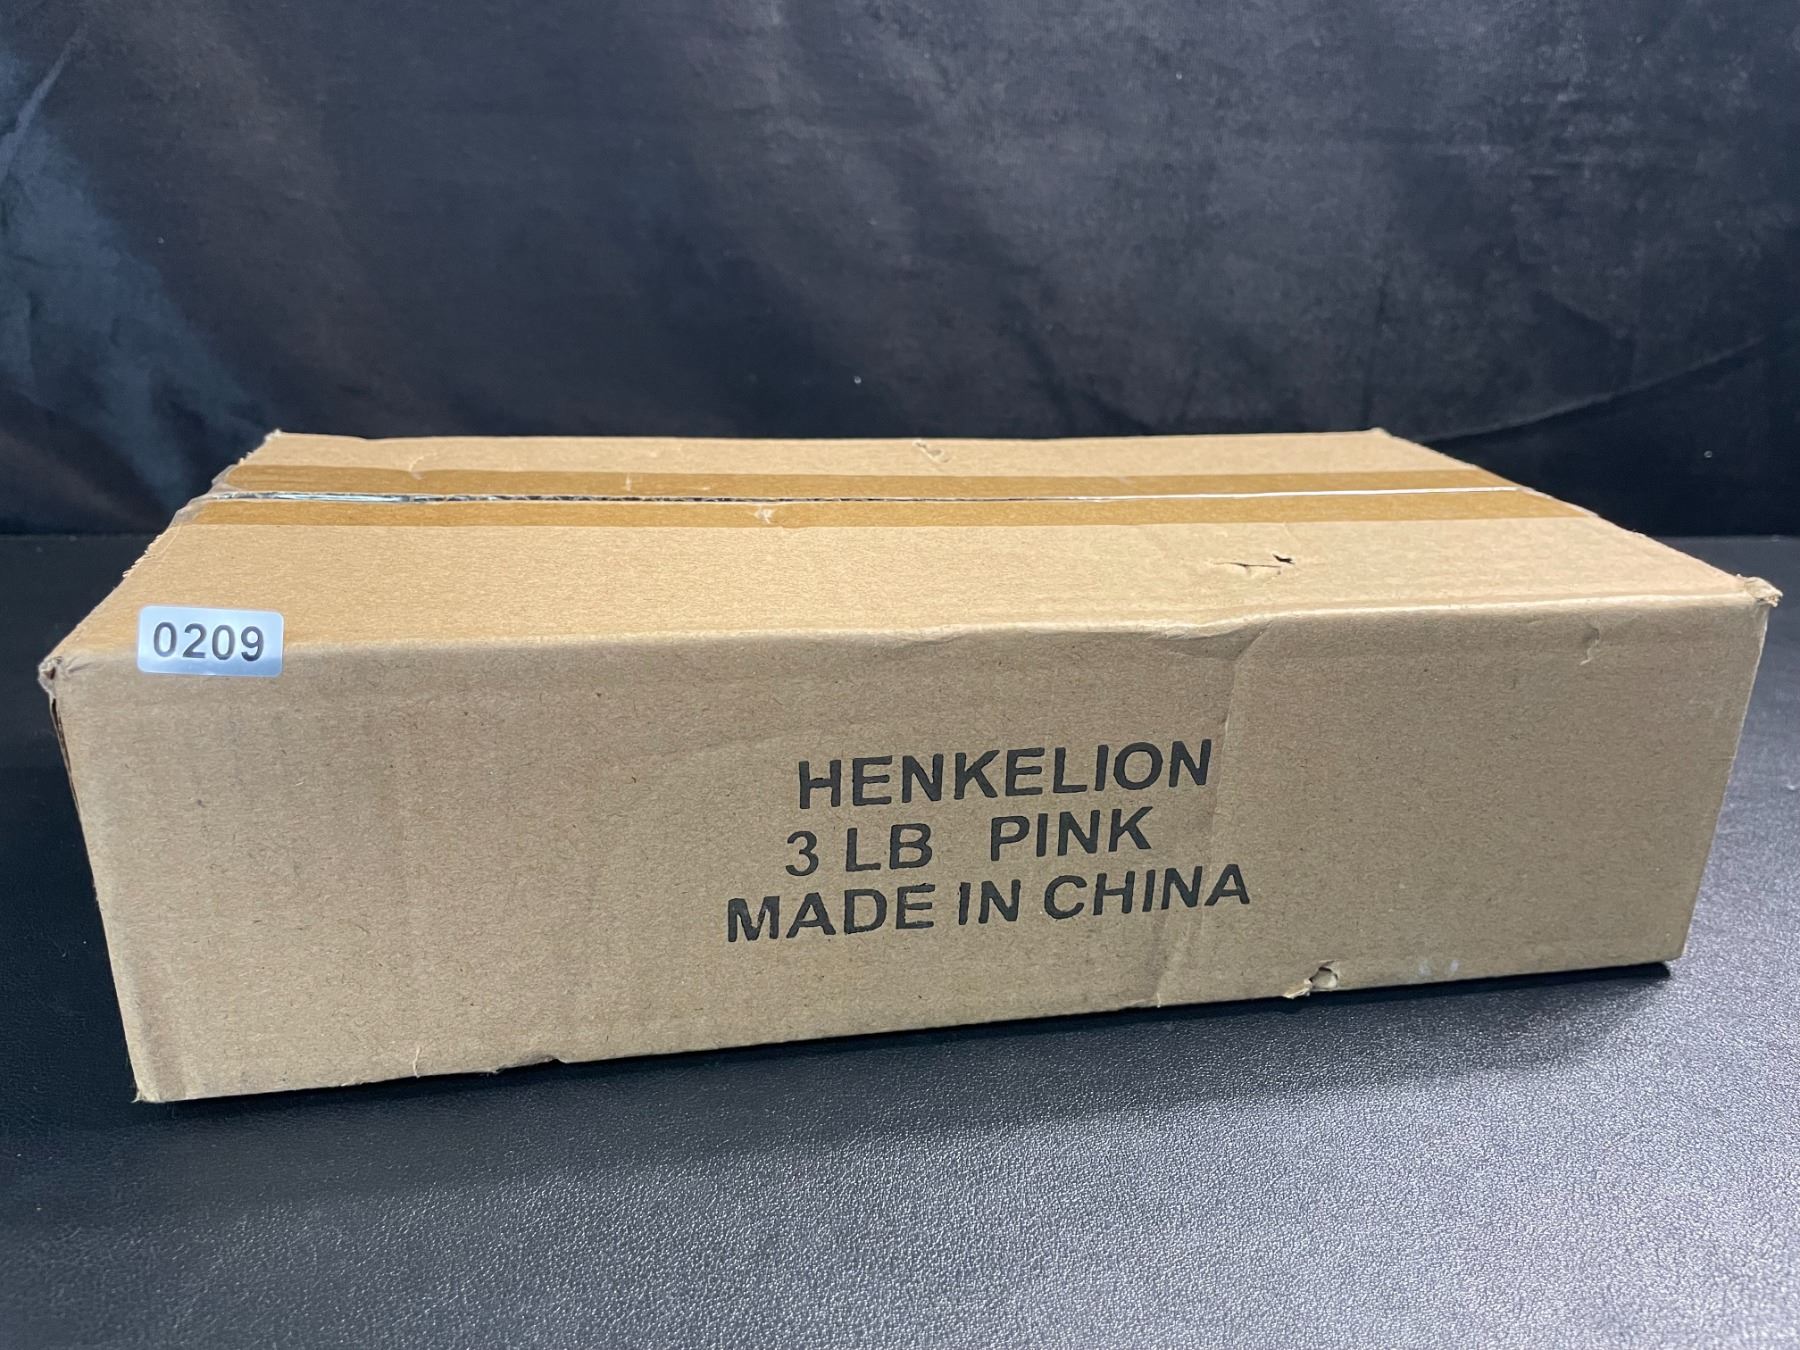 0209
HENKELION
3 LB PINK
MADE IN CHINA